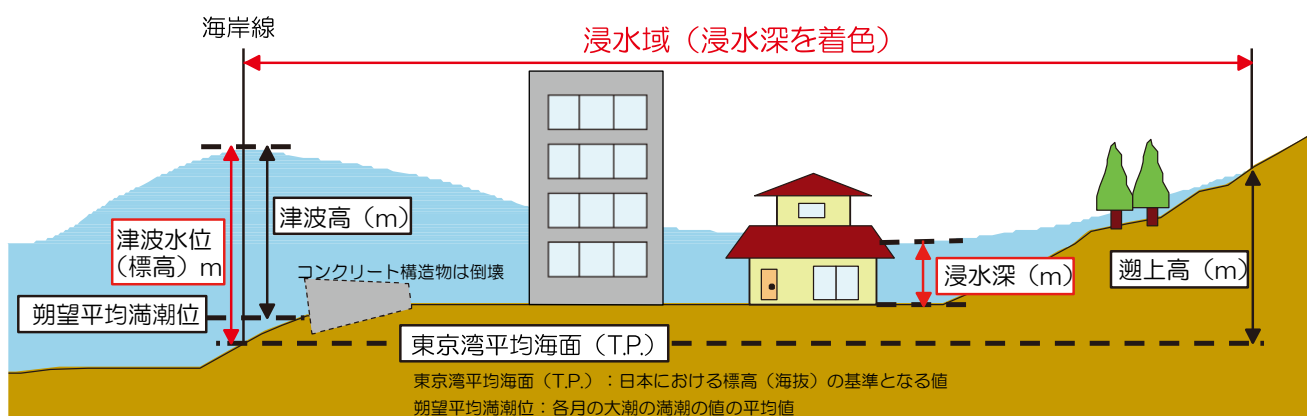 海岸線
浸水域（浸水深を着色）
津波高（m）
津波水位
（標高）m
コンクリート構造物は倒壊
浸水深（m）
遡上高（m）
朔望平均満潮位
東京湾平均海面（T.P.）
東京湾平均海面（T.P.）：日本における標高（海抜）の基準となる値
朔望平均満潮位：各月の大潮の満潮の値の平均値